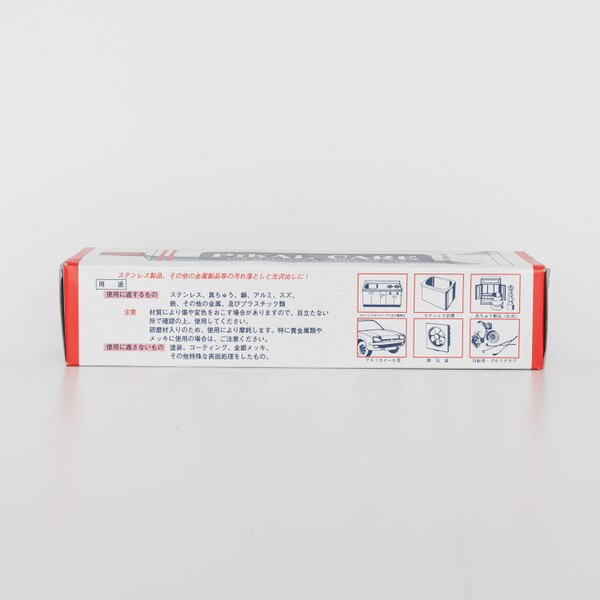 PiKAL CARE
ステンレス製品、その他の金属製品等の汚れ落としと光沢出しに!
用 途
使用に適するもの ステンレス、真ちゅう、銅、アルミ、スズ、
鉄、その他の金属、及びプラスチック類
注意 材質により傷や変色をおこす場合がありますので、目立たない
所で確認の上、使用してください。
研磨材入りのため、使用により摩耗します。特に貴金属類や
メッキに使用の場合は、ご注意ください。
使用に適さないもの 塗装、コーティング、金銀メッキ、
その他特殊な表面処理をしたもの。
ステンレス浴槽
真ちゅう製品(仏具)
アルミホイール等
換気扇
自転車・ゴルフクラブ